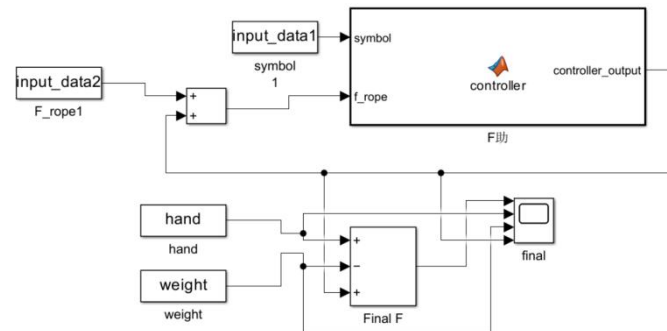 input_data1
symbol
1
symbol
f_rope
controller
controller_output
F助
input_data2
F_rope1
+
+
hand
hand
weight
weight
+
−
+
Final F
final